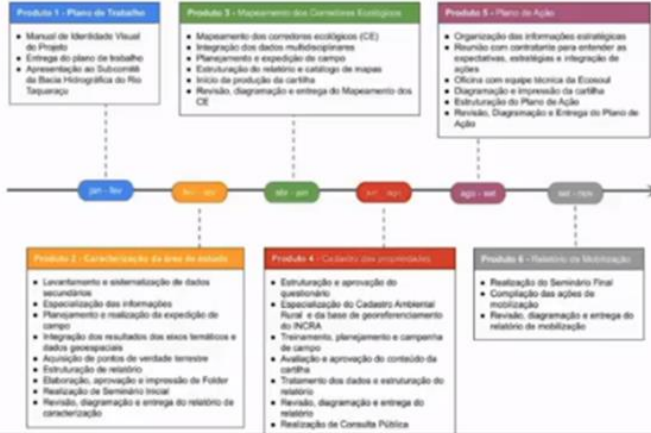 Produto 1 - Plano de Trabalho
● Manual de Identidade Visual
do Projeto
● Entrega do plano de trabalho
● Apresentação ao Subcomitê
da Bacia Hidrográfica do Rio
Taquaraçu
Produto 3 - Mapeamento dos Corredores Ecológicos
● Mapeamento dos corredores ecológicos (CE)
● Integração dos dados multidisciplinares
● Planejamento e expedição de campo
● Estruturação do relatório e catálogo de mapas
● Início da produção da cartilha
● Revisão, diagramação e entrega do Mapeamento dos
CE
Produto 5 - Plano de Ação
● Organização das informações estratégicas
● Reunião com contratante para entender as
expectativas, estratégias e integração de
ações
● Oficina com equipe técnica da Ecosoul
● Diagramação e impressão da cartilha
● Estruturação do Plano de Ação
● Revisão, Diagramação e Entrega do Plano de
Ação
jan - fev
ago - set
set - nov
Produto 2 - Caracterização da área de estudo
● Levantamento e sistematização de dados
secundários
● Especialização das informações
● Planejamento e realização da expedição de
campo
● Integração dos resultados dos eixos temáticos e
dados geoespaciais
● Aquisição de pontos de verdade terrestre
● Estruturação de relatório
● Elaboração, aprovação e impressão de Folder
● Realização de Seminário Inicial
● Revisão, diagramação e entrega do relatório de
caracterização
Produto 4 - Cadastro das propriedades
● Estruturação e aprovação do
questionário
● Especialização do Cadastro Ambiental
Rural e da base de georeferenciamento
do INCRA
● Treinamento, planejamento e campanha
de campo
● Avaliação e aprovação do conteúdo da
cartilha
● Tratamento dos dados e estruturação do
relatório
● Revisão, diagramação e entrega do
relatório
● Realização de Consulta Pública
Produto 6 - Relatório de Mobilização
● Realização do Seminário Final
● Compilação das ações de
mobilização
● Revisão, diagramação e entrega do
relatório de mobilização